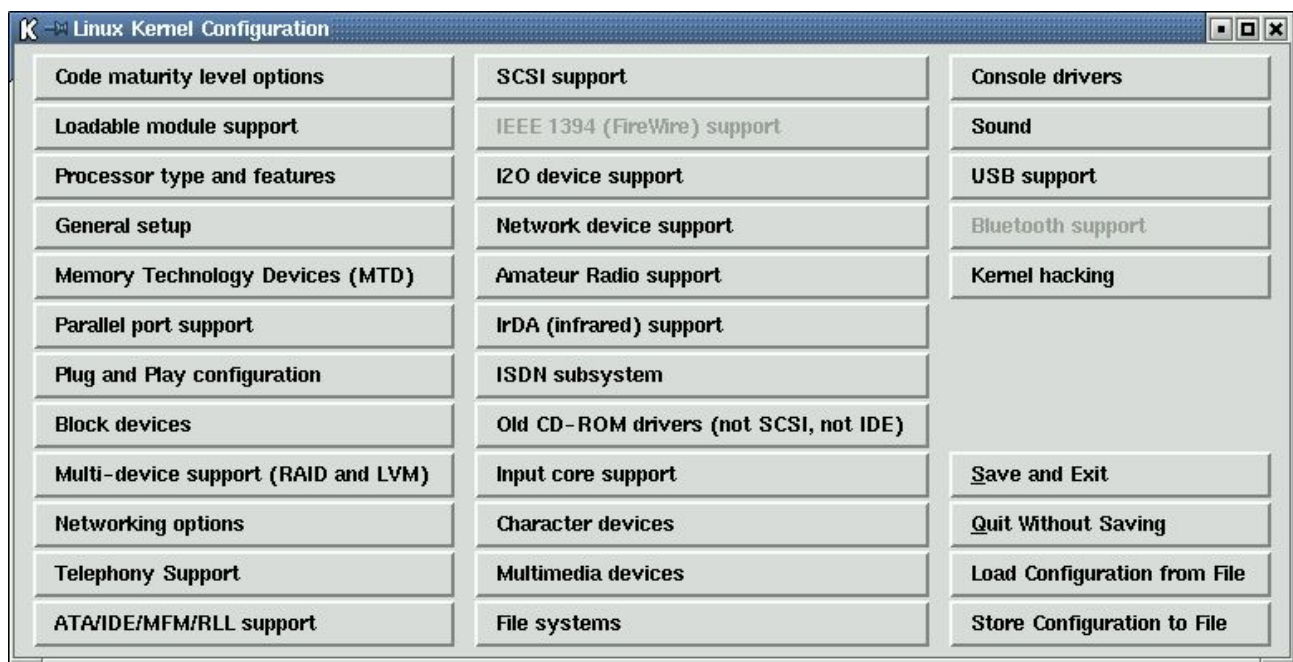 Linux Kernel Configuration
Code maturity level options
Loadable module support
Processor type and features
General setup
Memory Technology Devices (MTD)
Parallel port support
Plug and Play configuration
Block devices
Multi-device support (RAID and LVM)
Networking options
Telephony Support
ATA/IDE/MFM/RLL support
SCSI support
IEEE 1394 (FireWire) support
I2O device support
Network device support
Amateur Radio support
IrDA (infrared) support
ISDN subsystem
Old CD-ROM drivers (not SCSI, not IDE)
Input core support
Character devices
Multimedia devices
File systems
Console drivers
Sound
USB support
Bluetooth support
Kernel hacking
Save and Exit
Quit Without Saving
Load Configuration from File
Store Configuration to File